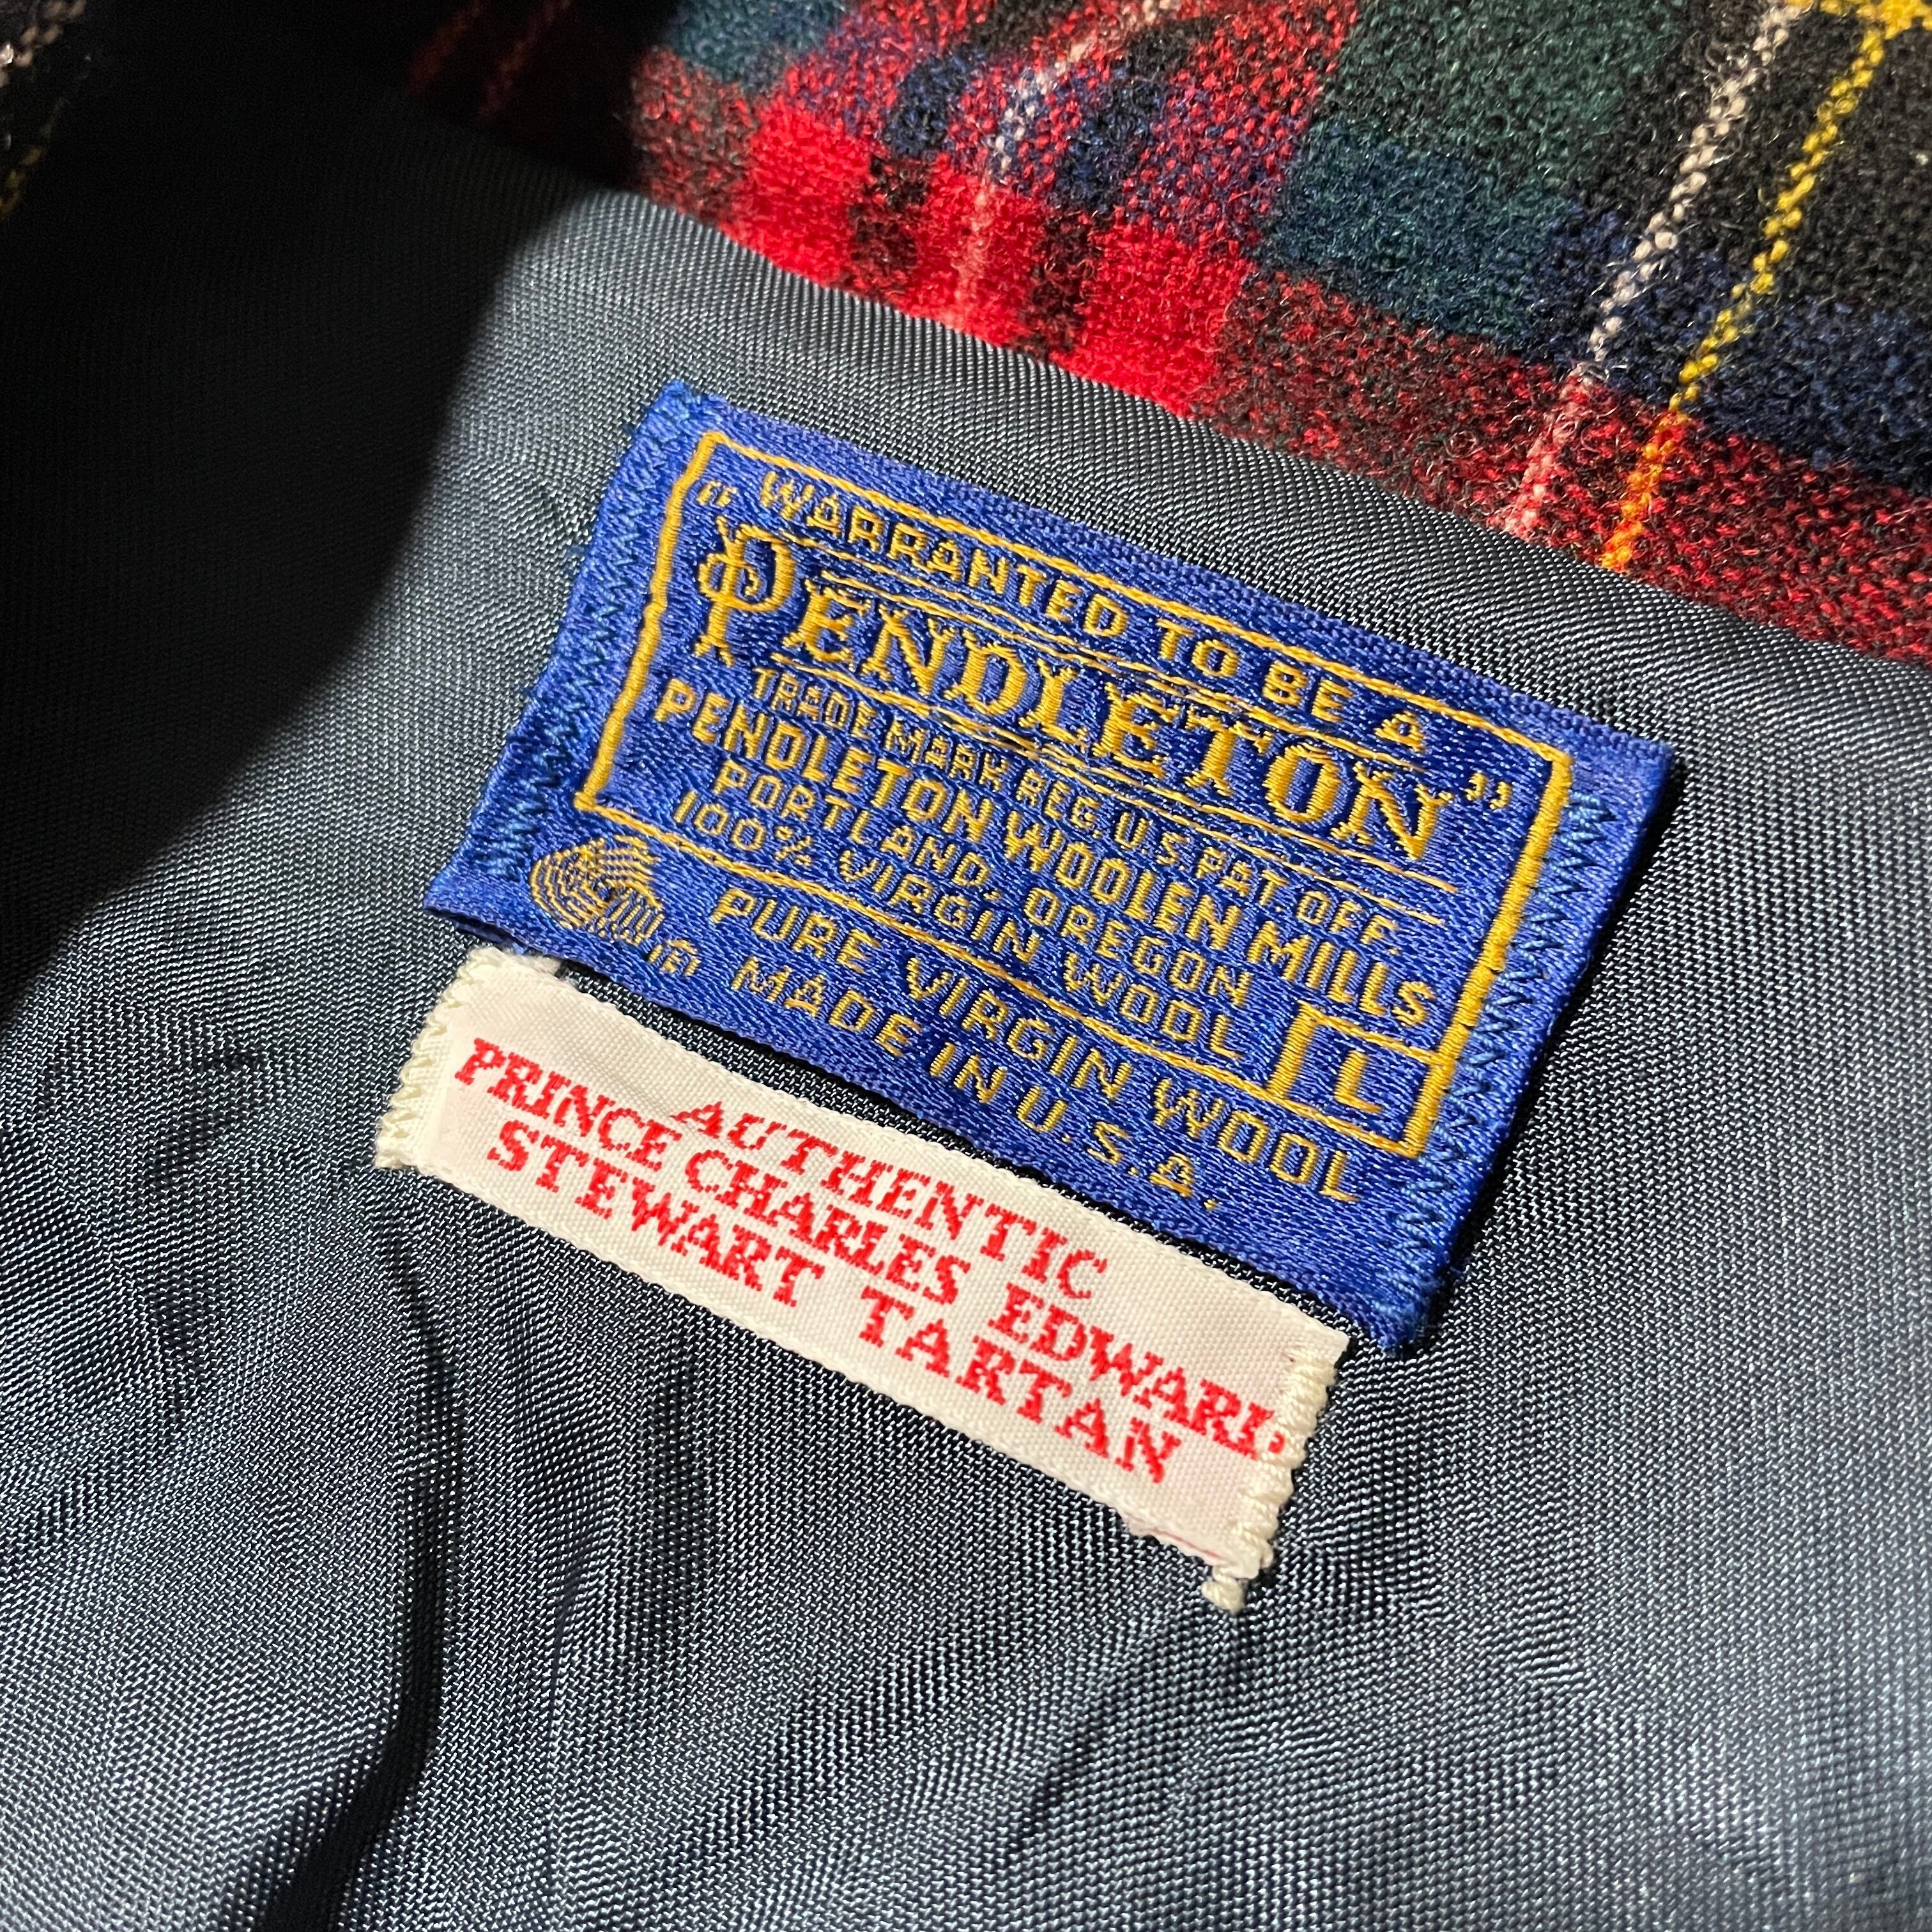 "WARRANTED TO BE A
PENDLETON"
TRADE MARK REG. U.S. PAT. OFF.
PENDLETON WOOLEN MILLS
PORTLAND, OREGON
100% VIRGIN WOOL
L
PURE VIRGIN WOOL
MADE IN U.S.A.
AUTHENTIC
PRINCE CHARLES EDWARD
STEWART TARTAN